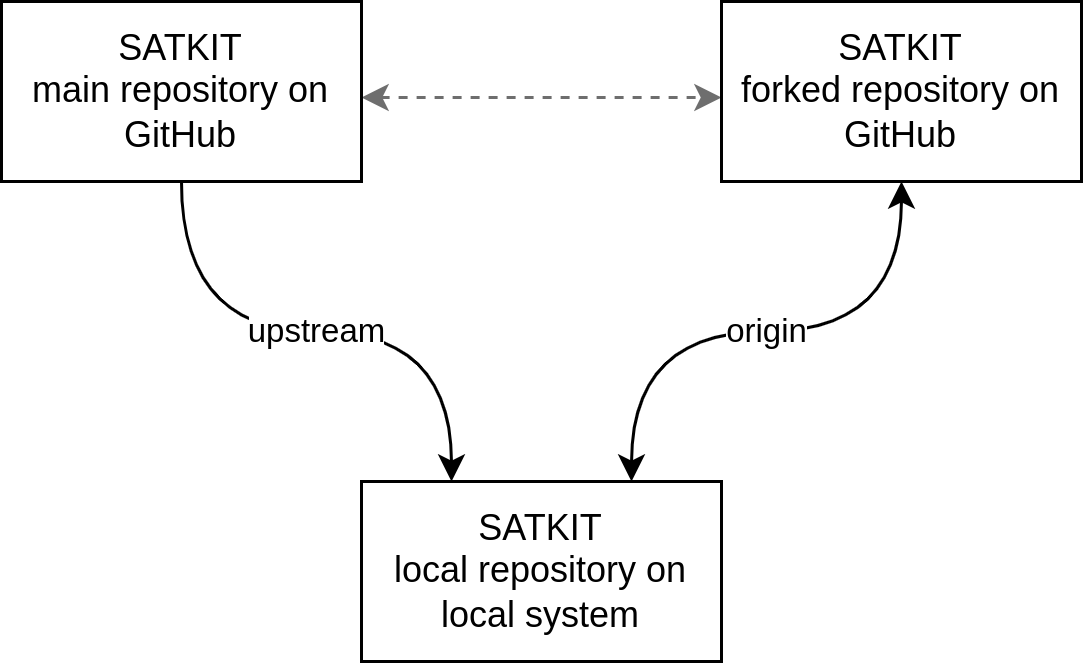 SATKIT
main repository on
GitHub
SATKIT
forked repository on
GitHub
upstream
origin
SATKIT
local repository on
local system